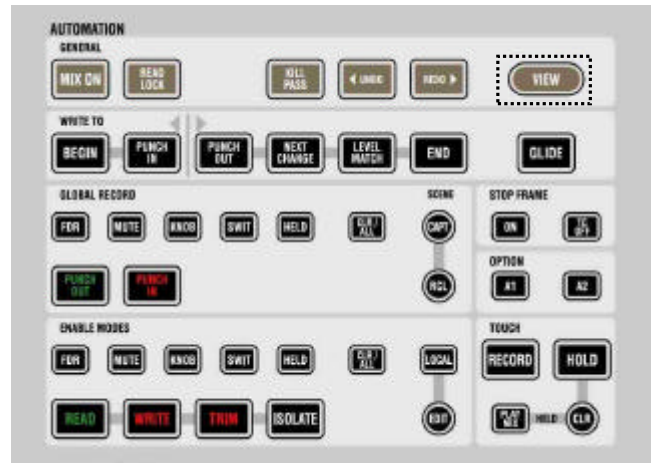 AUTOMATION
GENERAL
MIX ON READ LOCK KILL PASS ◀ UNDO REDO ▶ VIEW
WRITE TO
BEGIN PUNCH IN PUNCH OUT NEXT CHANGE LEVEL MATCH END GLIDE
GLOBAL RECORD SCENE STOP FRAME
FDR MUTE KNOB SWIT HELD CLR/ALL CAPT ON TC OFF
OPTION
PUNCH OUT PUNCH IN RCL A1 A2
ENABLE MODES TOUCH
FDR MUTE KNOB SWIT HELD CLR/ALL LOCAL RECORD HOLD
READ WRITE TRIM ISOLATE EDIT PLAY HELD CLR